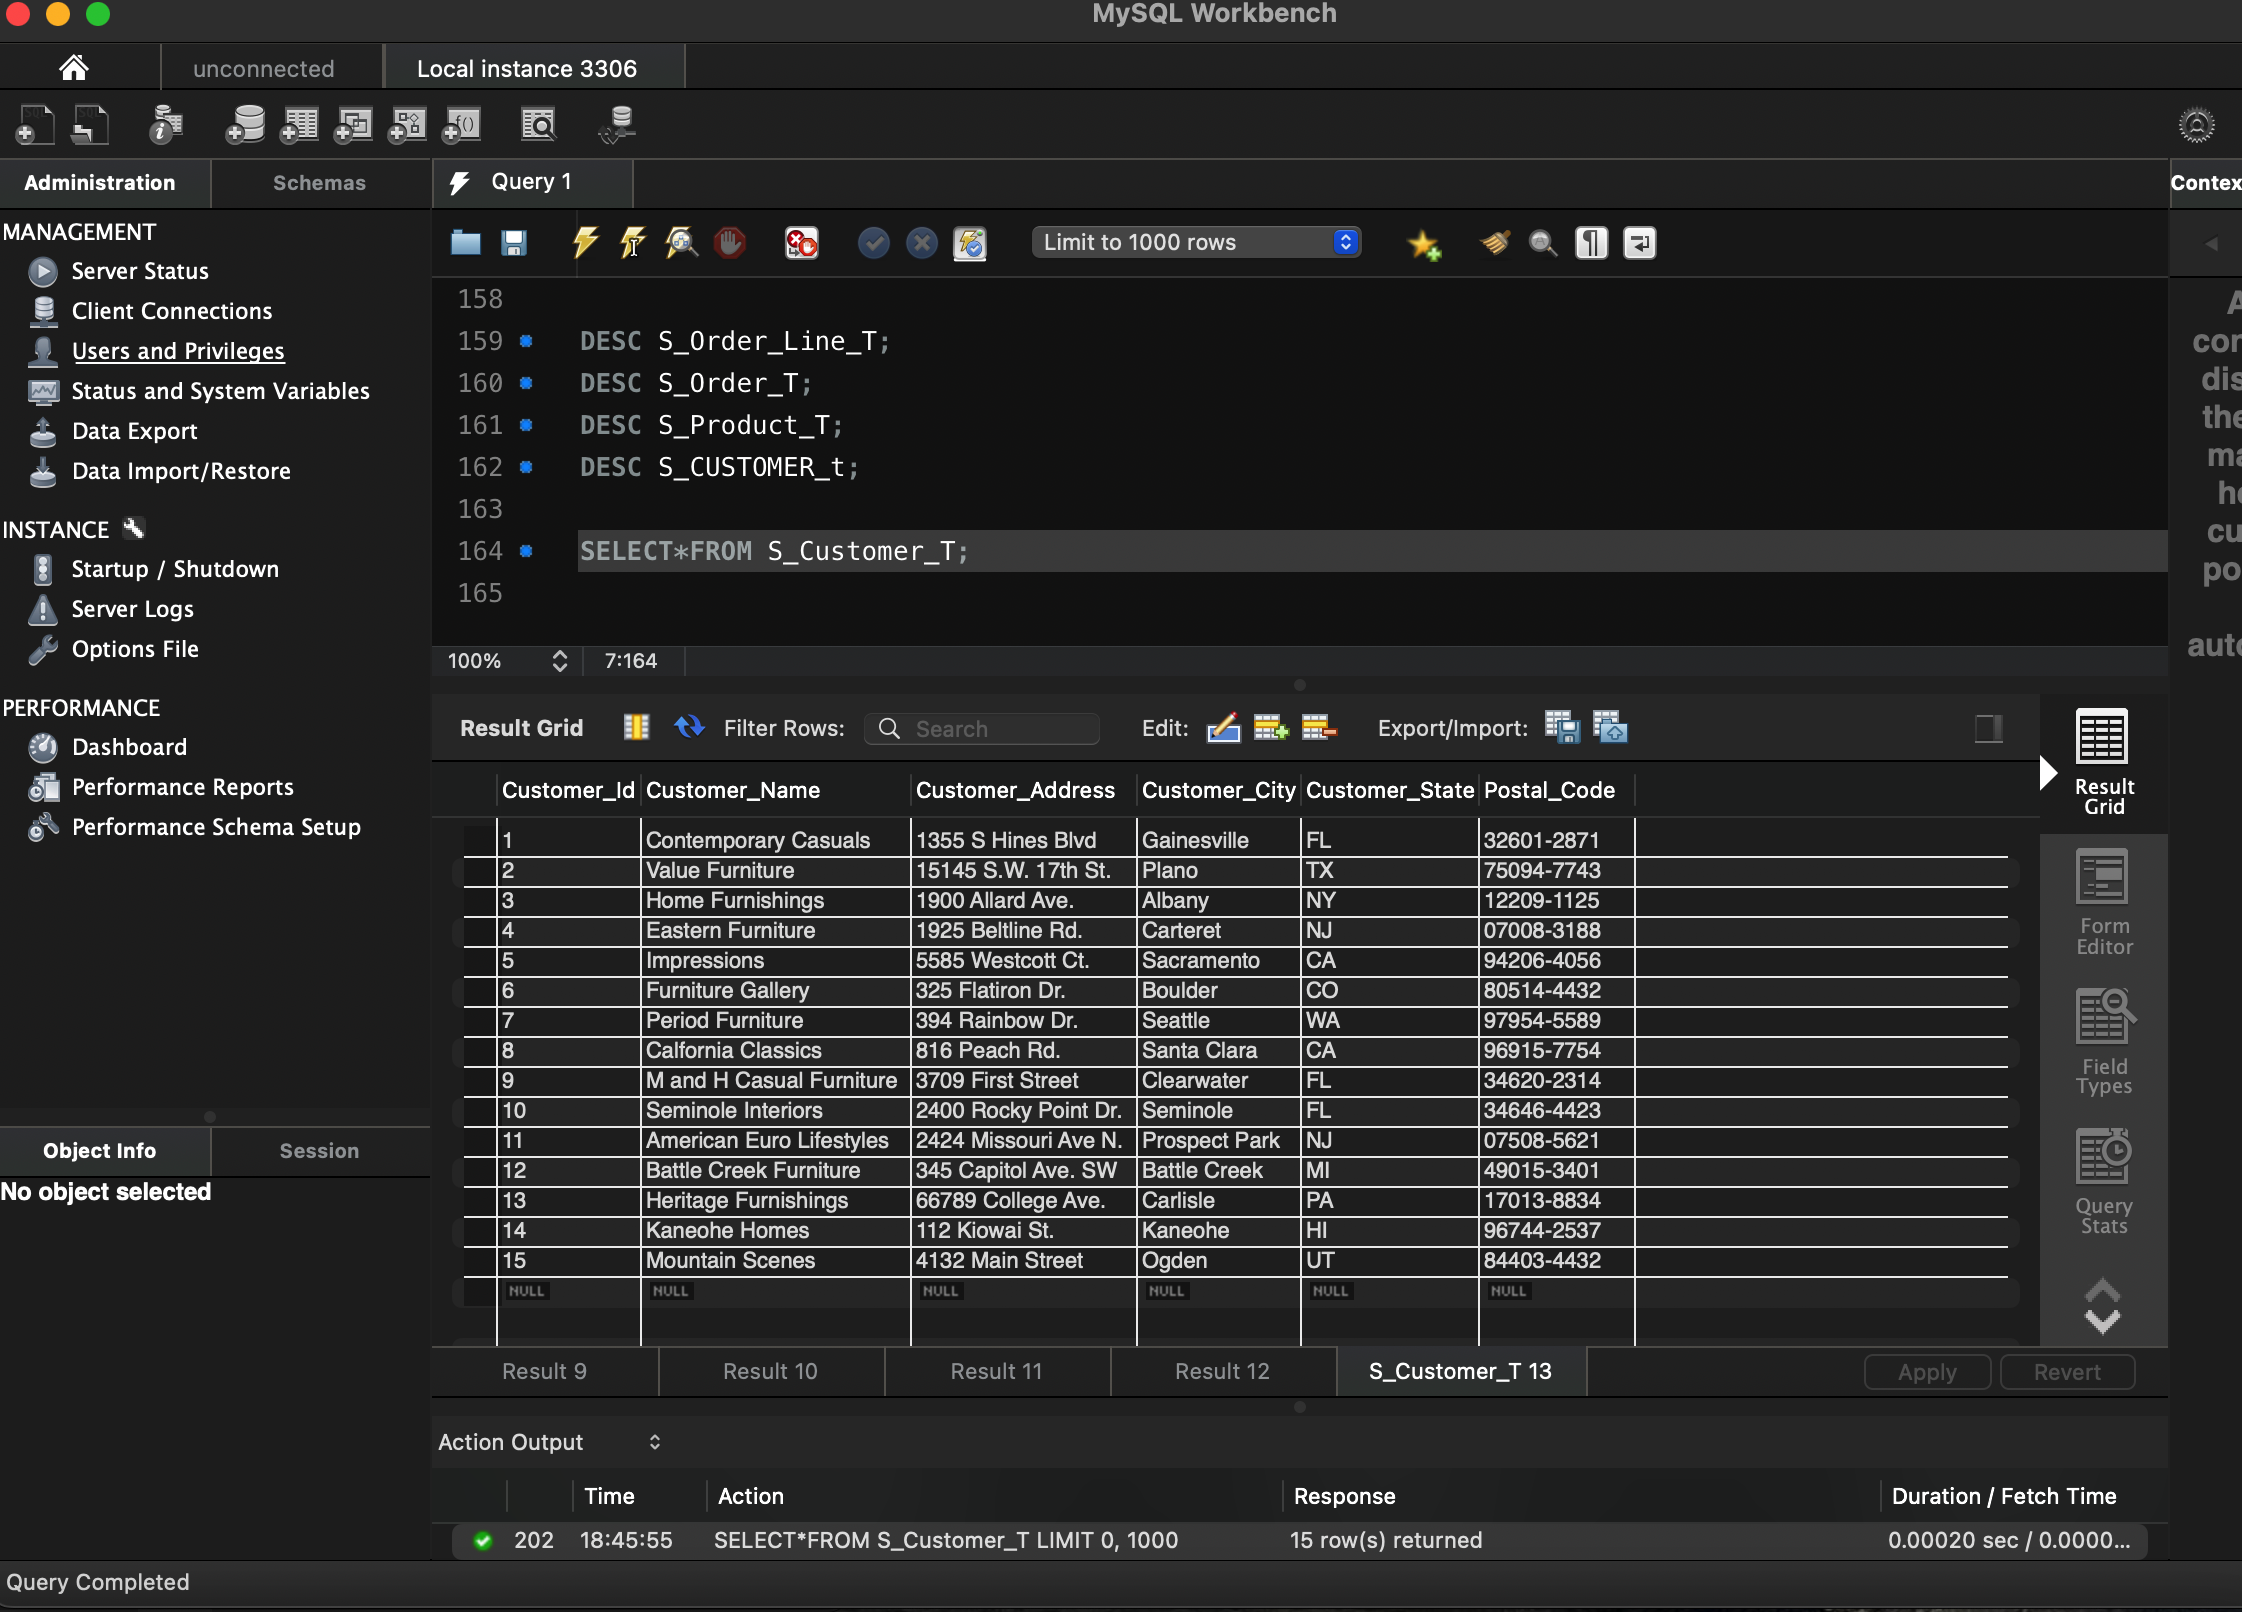 MySQL Workbench
unconnected
Local instance 3306
Administration
Schemas
Query 1
MANAGEMENT
Server Status
Client Connections
Users and Privileges
Status and System Variables
Data Export
Data Import/Restore
INSTANCE
Startup / Shutdown
Server Logs
Options File
PERFORMANCE
Dashboard
Performance Reports
Performance Schema Setup
Object Info
Session
No object selected
Limit to 1000 rows
158
159 DESC S_Order_Line_T;
160 DESC S_Order_T;
161 DESC S_Product_T;
162 DESC S_CUSTOMER_t;
163
164 SELECT*FROM S_Customer_T;
165
100% 7:164
Result Grid Filter Rows: Search Edit: Export/Import:
Customer_Id Customer_Name Customer_Address Customer_City Customer_State Postal_Code
1 Contemporary Casuals 1355 S Hines Blvd Gainesville FL 32601-2871
2 Value Furniture 15145 S.W. 17th St. Plano TX 75094-7743
3 Home Furnishings 1900 Allard Ave. Albany NY 12209-1125
4 Eastern Furniture 1925 Beltline Rd. Carteret NJ 07008-3188
5 Impressions 5585 Westcott Ct. Sacramento CA 94206-4056
6 Furniture Gallery 325 Flatiron Dr. Boulder CO 80514-4432
7 Period Furniture 394 Rainbow Dr. Seattle WA 97954-5589
8 Calfornia Classics 816 Peach Rd. Santa Clara CA 96915-7754
9 M and H Casual Furniture 3709 First Street Clearwater FL 34620-2314
10 Seminole Interiors 2400 Rocky Point Dr. Seminole FL 34646-4423
11 American Euro Lifestyles 2424 Missouri Ave N. Prospect Park NJ 07508-5621
12 Battle Creek Furniture 345 Capitol Ave. SW Battle Creek MI 49015-3401
13 Heritage Furnishings 66789 College Ave. Carlisle PA 17013-8834
14 Kaneohe Homes 112 Kiowai St. Kaneohe HI 96744-2537
15 Mountain Scenes 4132 Main Street Ogden UT 84403-4432
NULL NULL NULL NULL NULL NULL
Result
Grid
Form
Editor
Field
Types
Query
Stats
Result 9 Result 10 Result 11 Result 12 S_Customer_T 13 Apply Revert
Action Output
Time Action Response Duration / Fetch Time
202 18:45:55 SELECT*FROM S_Customer_T LIMIT 0, 1000 15 row(s) returned 0.00020 sec / 0.0000...
Query Completed
Contex
A
cor
dis
the
ma
he
cu
po
auto